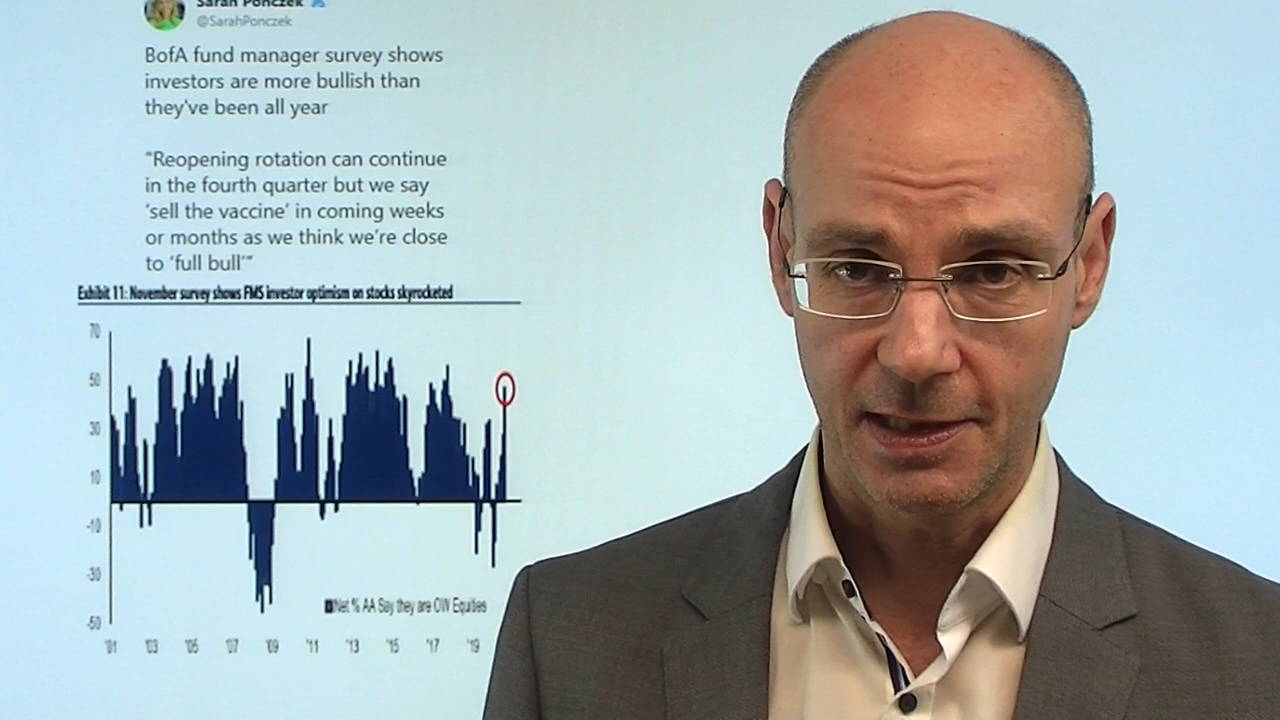 Sarah Ponczek
@SarahPonczek
BofA fund manager survey shows
investors are more bullish than
they've been all year
"Reopening rotation can continue
in the fourth quarter but we say
'sell the vaccine' in coming weeks
or months as we think we're close
to 'full bull'"
Exhibit 11: November survey shows FMS investor optimism on stocks skyrocketed
70
50
30
10
-10
-30
-50
Net % AA Say they are OW Equities
'01 '03 '05 '07 '09 '11 '13 '15 '17 '19